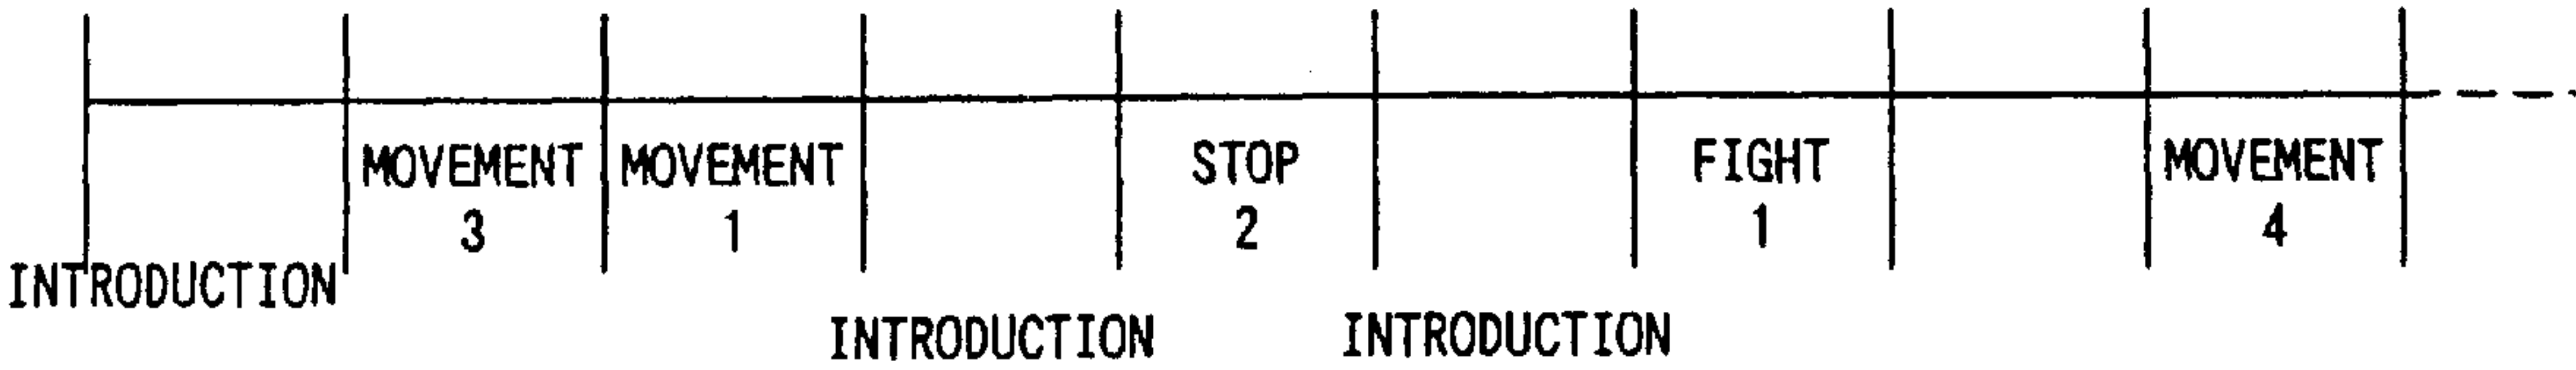 MOVEMENT MOVEMENT STOP FIGHT MOVEMENT
3 1 2 1 4
INTRODUCTION
INTRODUCTION INTRODUCTION